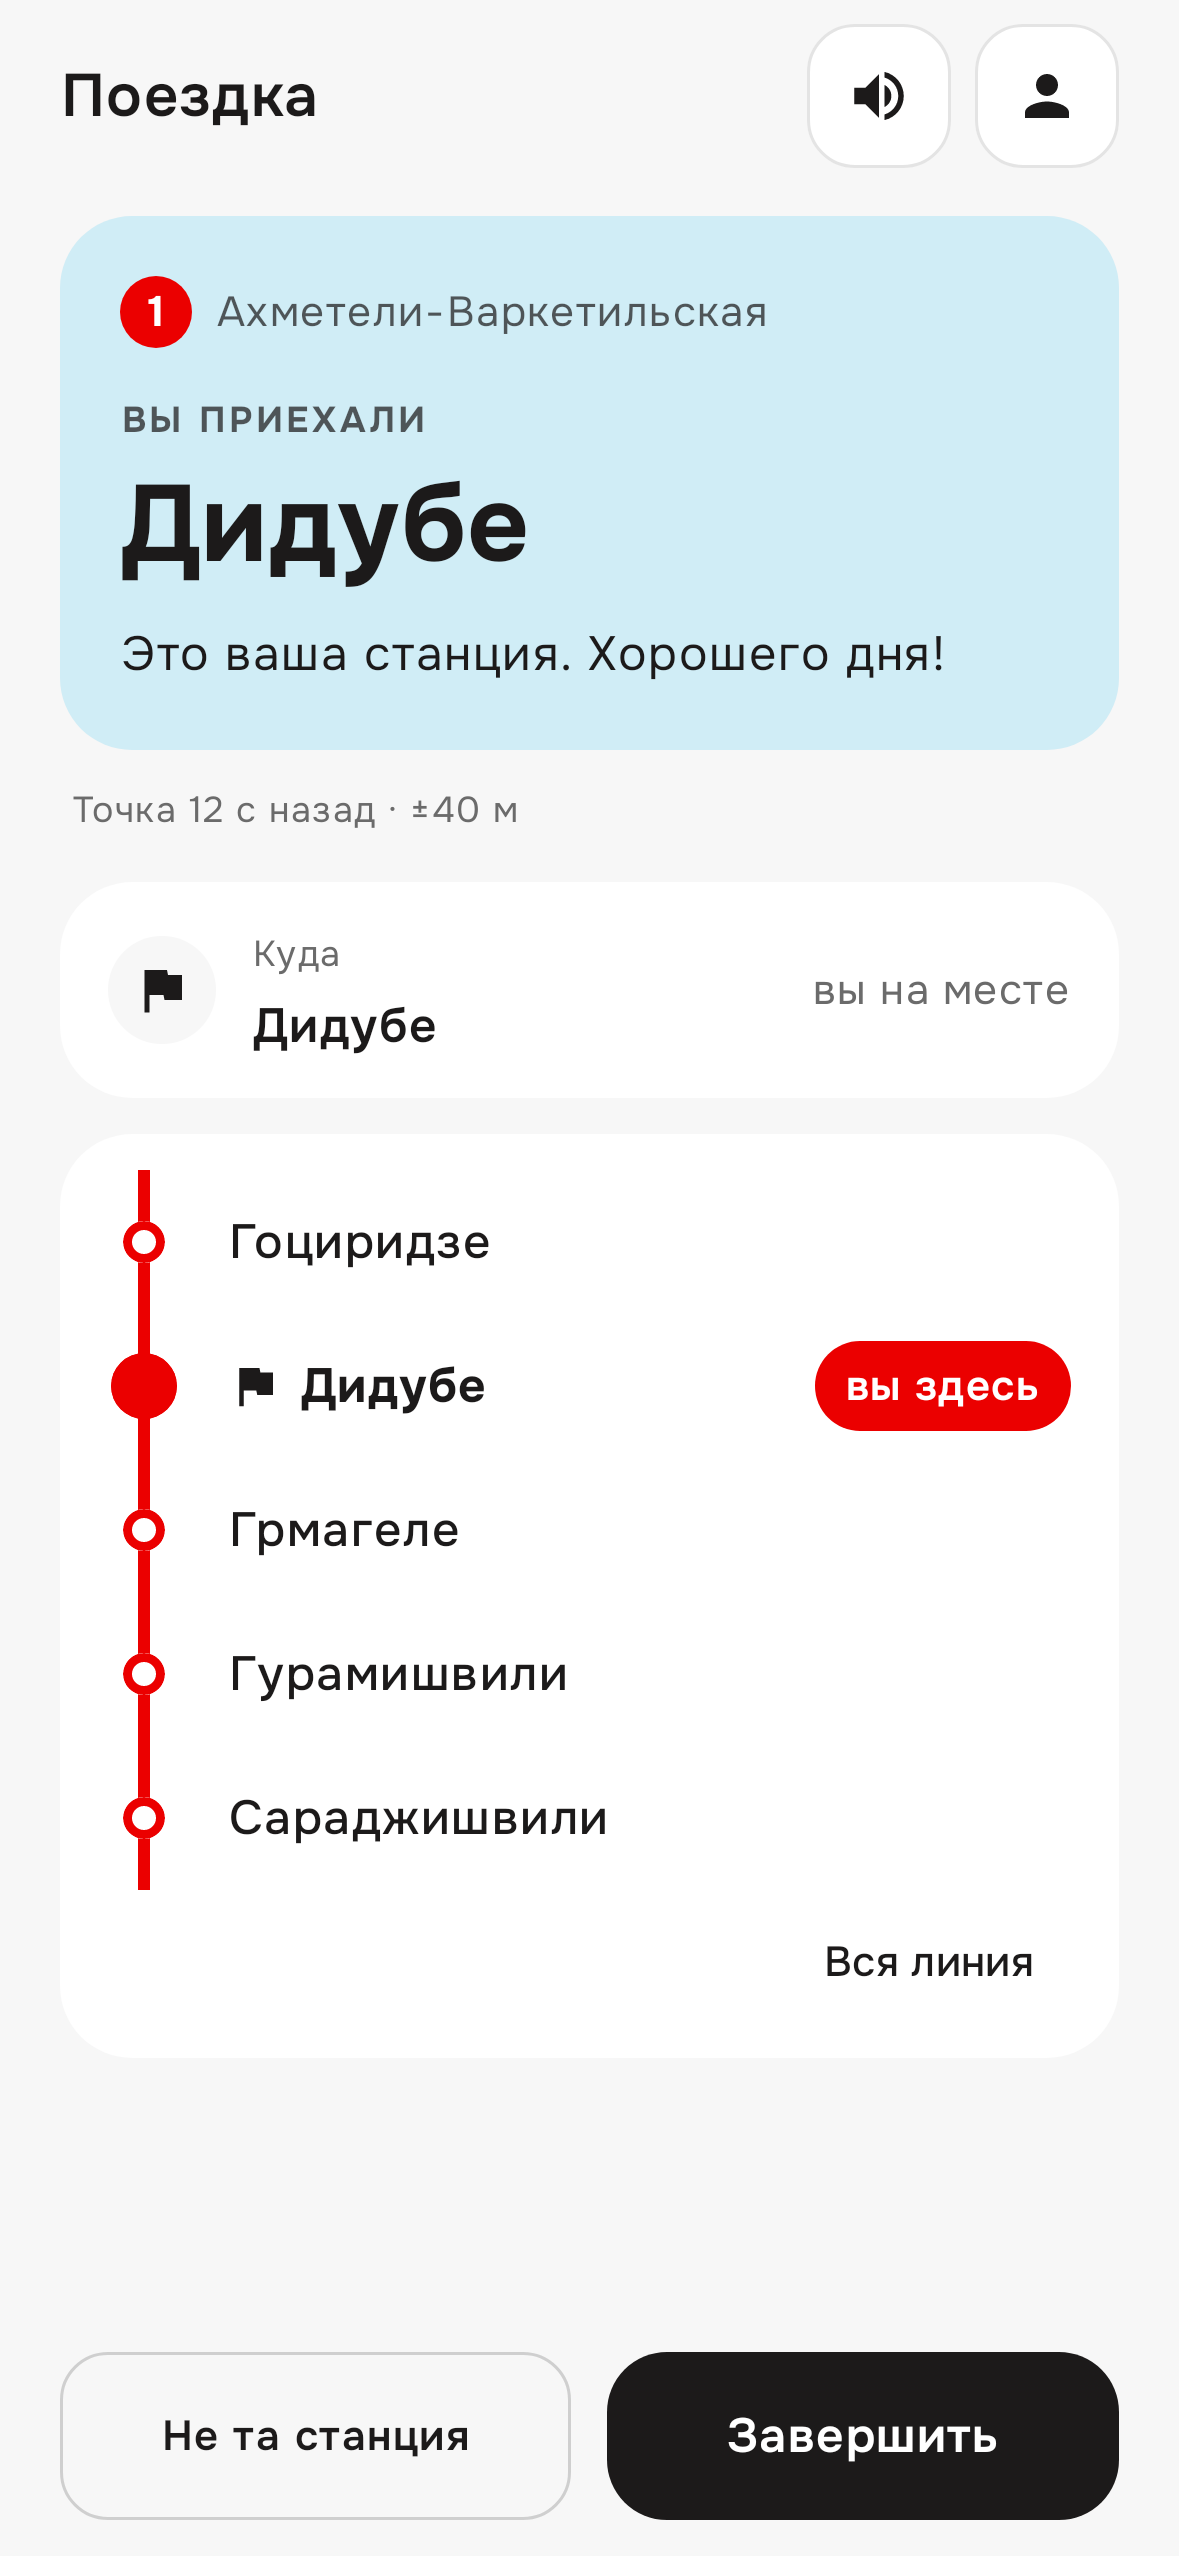 Поездка
1 Ахметели-Варкетильская
ВЫ ПРИЕХАЛИ
Дидубе
Это ваша станция. Хорошего дня!
Точка 12 с назад · ±40 м
Куда
Дидубе
вы на месте
Гоциридзе
Дидубе
вы здесь
Грмагеле
Гурамишвили
Сараджишвили
Вся линия
Не та станция
Завершить